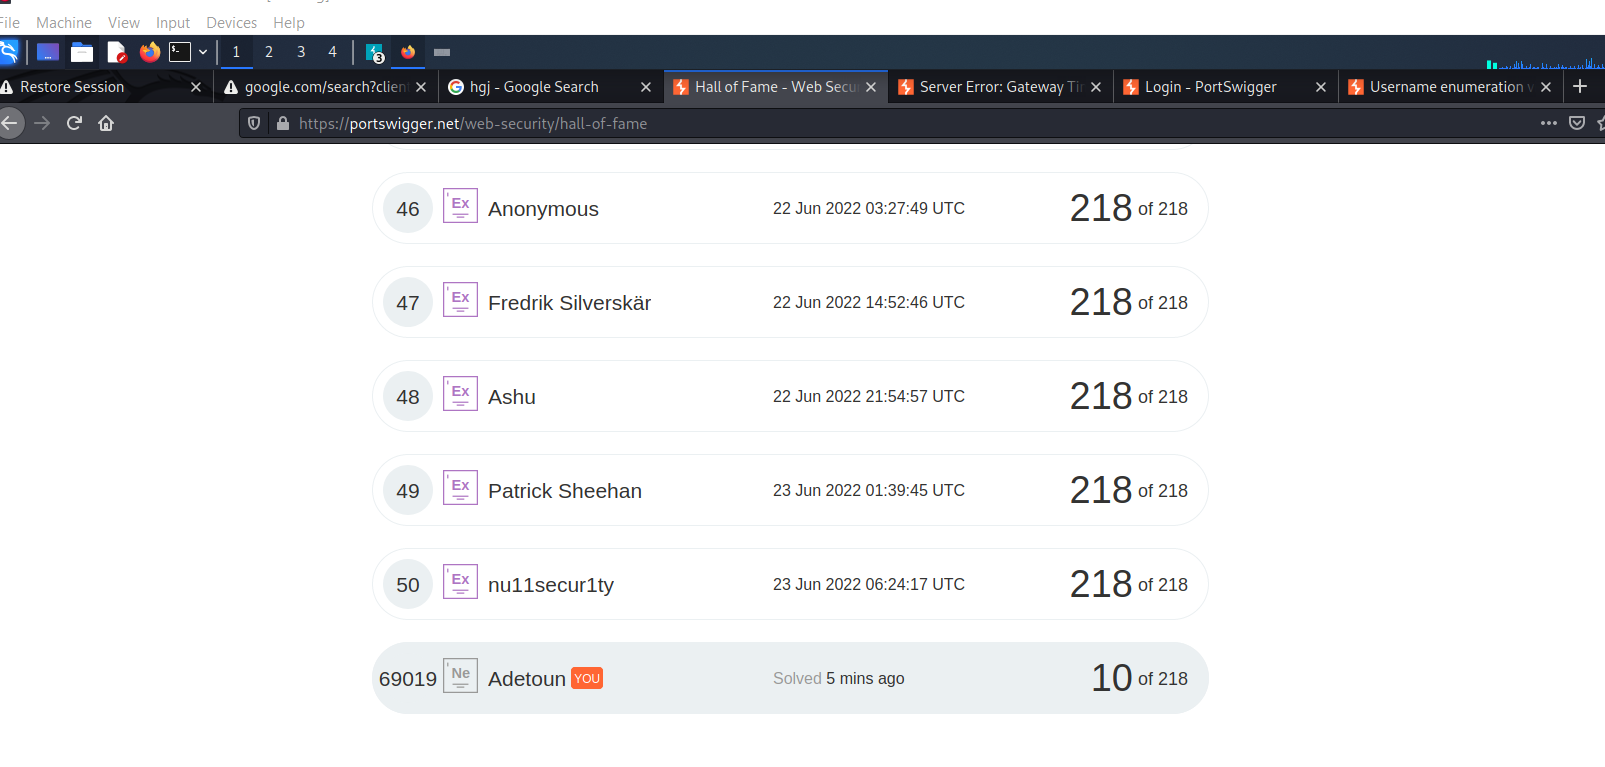 File Machine View Input Devices Help
1 2 3 4 3
Restore Session google.com/search?clien hgj - Google Search Hall of Fame - Web Secu Server Error: Gateway Tir Login - PortSwigger Username enumeration v
https://portswigger.net/web-security/hall-of-fame
46 Ex Anonymous 22 Jun 2022 03:27:49 UTC 218 of 218
47 Ex Fredrik Silverskär 22 Jun 2022 14:52:46 UTC 218 of 218
48 Ex Ashu 22 Jun 2022 21:54:57 UTC 218 of 218
49 Ex Patrick Sheehan 23 Jun 2022 01:39:45 UTC 218 of 218
50 Ex nu11secur1ty 23 Jun 2022 06:24:17 UTC 218 of 218
69019 Ne Adetoun YOU Solved 5 mins ago 10 of 218